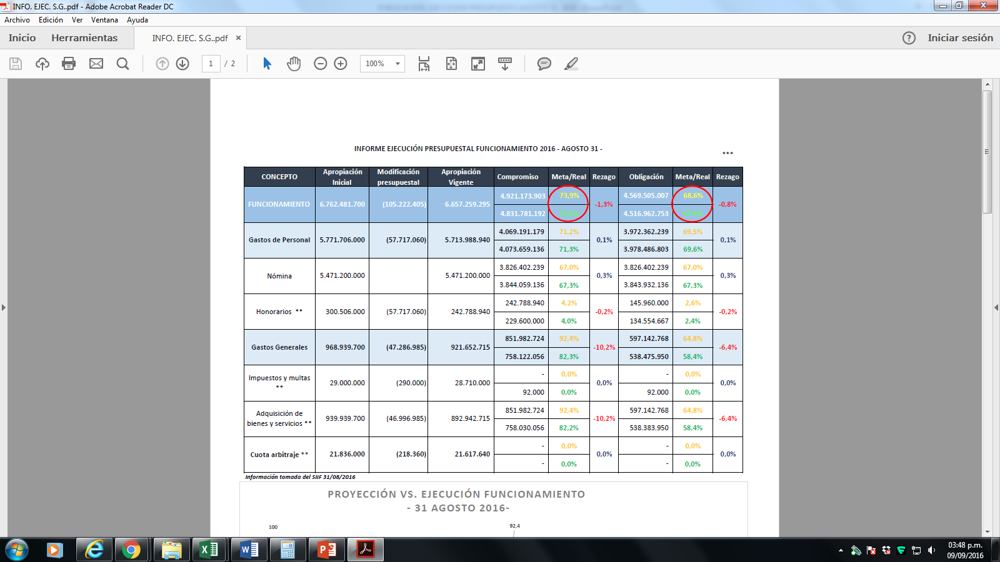 INFO. EJEC. S.G..pdf - Adobe Acrobat Reader DC
Archivo Edición Ver Ventana Ayuda
Inicio Herramientas INFO. EJEC. S.G..pdf × ? Iniciar sesión
1 / 2 100%
INFORME EJECUCIÓN PRESUPUESTAL FUNCIONAMIENTO 2016 - AGOSTO 31 -
***
CONCEPTO Apropiación Inicial Modificación presupuestal Apropiación Vigente Compromiso Meta/Real Rezago Obligación Meta/Real Rezago
FUNCIONAMIENTO 6.762.481.700 (105.222.405) 6.657.259.295 4.921.173.903 73,9% -1,3% 4.569.505.007 68,6% -0,8%
4.831.781.192 4.516.962.753
Gastos de Personal 5.771.706.000 (57.717.060) 5.713.988.940 4.069.191.179 71,2% 0,1% 3.972.362.239 69,5% 0,1%
4.073.659.136 71,3% 3.978.486.803 69,6%
Nómina 5.471.200.000 5.471.200.000 3.826.402.239 67,0% 0,3% 3.826.402.239 67,0% 0,3%
3.844.059.136 67,3% 3.843.932.136 67,3%
Honorarios ** 300.506.000 (57.717.060) 242.788.940 242.788.940 4,2% -0,2% 145.960.000 2,6% -0,2%
229.600.000 4,0% 134.554.667 2,4%
Gastos Generales 968.939.700 (47.286.985) 921.652.715 851.982.724 92,4% -10,2% 597.142.768 64,8% -6,4%
758.122.056 82,3% 538.475.950 58,4%
Impuestos y multas ** 29.000.000 (290.000) 28.710.000 - 0,0% 0,0% - 0,0% 0,0%
92.000 0,0% 92.000 0,0%
Adquisición de bienes y servicios ** 939.939.700 (46.996.985) 892.942.715 851.982.724 92,4% -10,2% 597.142.768 64,8% -6,4%
758.030.056 82,2% 538.383.950 58,4%
Cuota arbitraje ** 21.836.000 (218.360) 21.617.640 - 0,0% 0,0% - 0,0% 0,0%
- 0,0% - 0,0%
Información tomada del SIIF 31/08/2016
PROYECCIÓN VS. EJECUCIÓN FUNCIONAMIENTO
- 31 AGOSTO 2016-
100 92,4
03:48 p.m.
09/09/2016